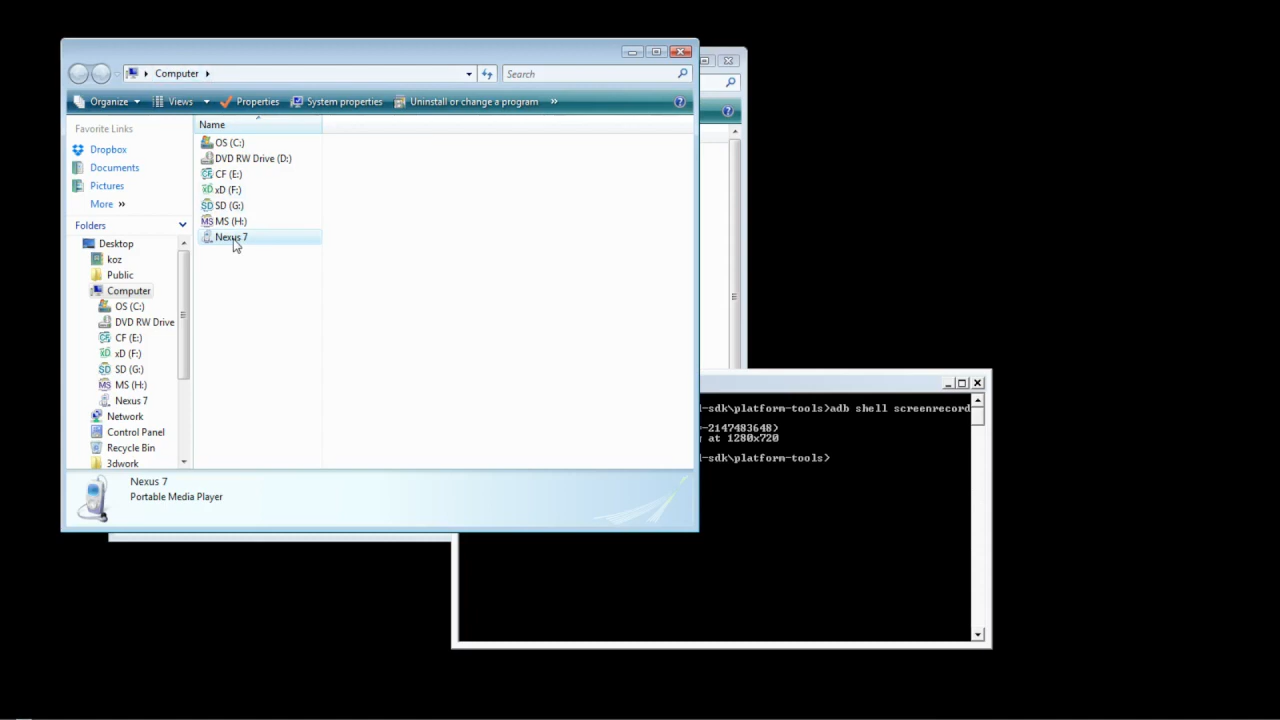 Computer
Search
Organize
Views
Properties
System properties
Uninstall or change a program
»
Favorite Links
Dropbox
Documents
Pictures
More »
Folders
Desktop
koz
Public
Computer
OS (C:)
DVD RW Drive
CF (E:)
xD (F:)
SD (G:)
MS (H:)
Nexus 7
Network
Control Panel
Recycle Bin
3dwork
Name
OS (C:)
DVD RW Drive (D:)
CF (E:)
xD (F:)
SD (G:)
MS (H:)
Nexus 7
Nexus 7
Portable Media Player
-sdk\platform-tools>adb shell screenrecord
-2147483648)
at 1280x720
-sdk\platform-tools>